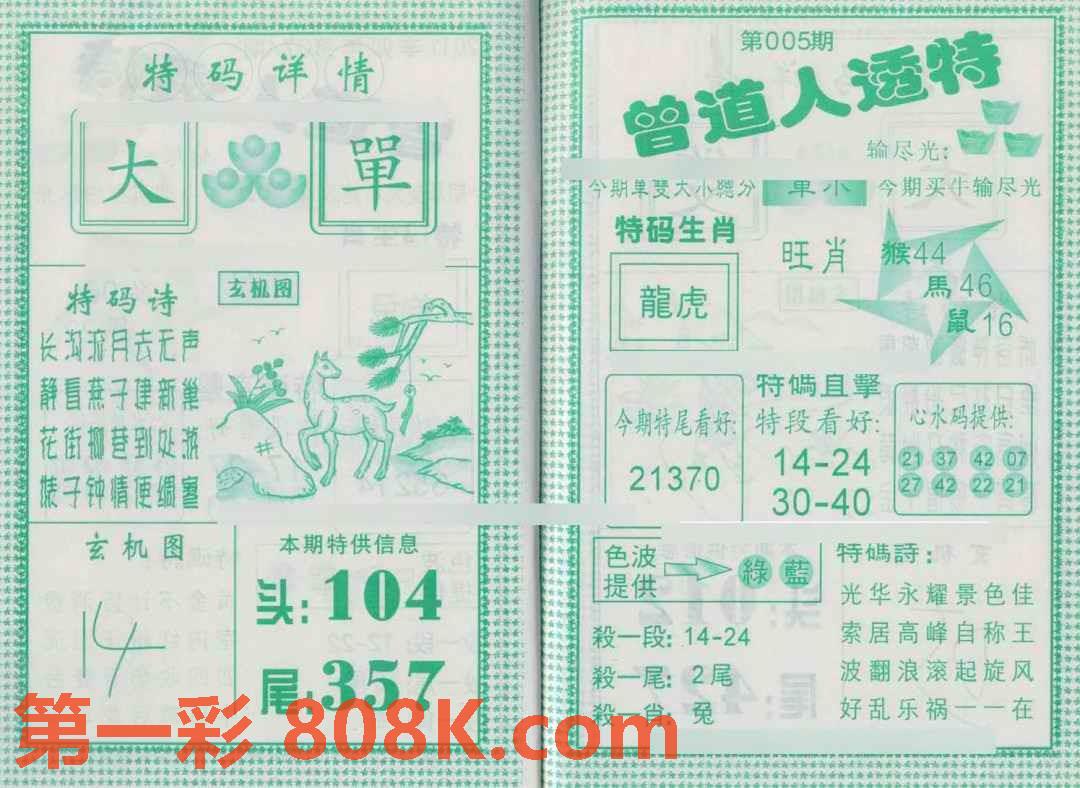 特码详情
大 單
特码诗
玄机图
长沟流月去无声
静看燕子建新巢
花街柳巷到处游
婊子钟情便绸寥
玄机图
14
本期特供信息
头:104
尾:357
第005期
曾道人透特
输尽光:
今期單雙大小總分 單小 今期买牛输尽光
特码生肖
龍虎
旺肖
猴44
馬46
鼠16
今期特尾看好:
21370
特碼直擊
特段看好:
14-24
30-40
心水码提供:
21 37 42 07
27 42 22 21
色波
提供
綠 藍
殺一段: 14-24
殺一尾: 2尾
殺一肖: 兔
特碼詩:
光华永耀景色佳
索居高峰自称王
波翻浪滚起旋风
好乱乐祸一一在
第一彩 808K.com